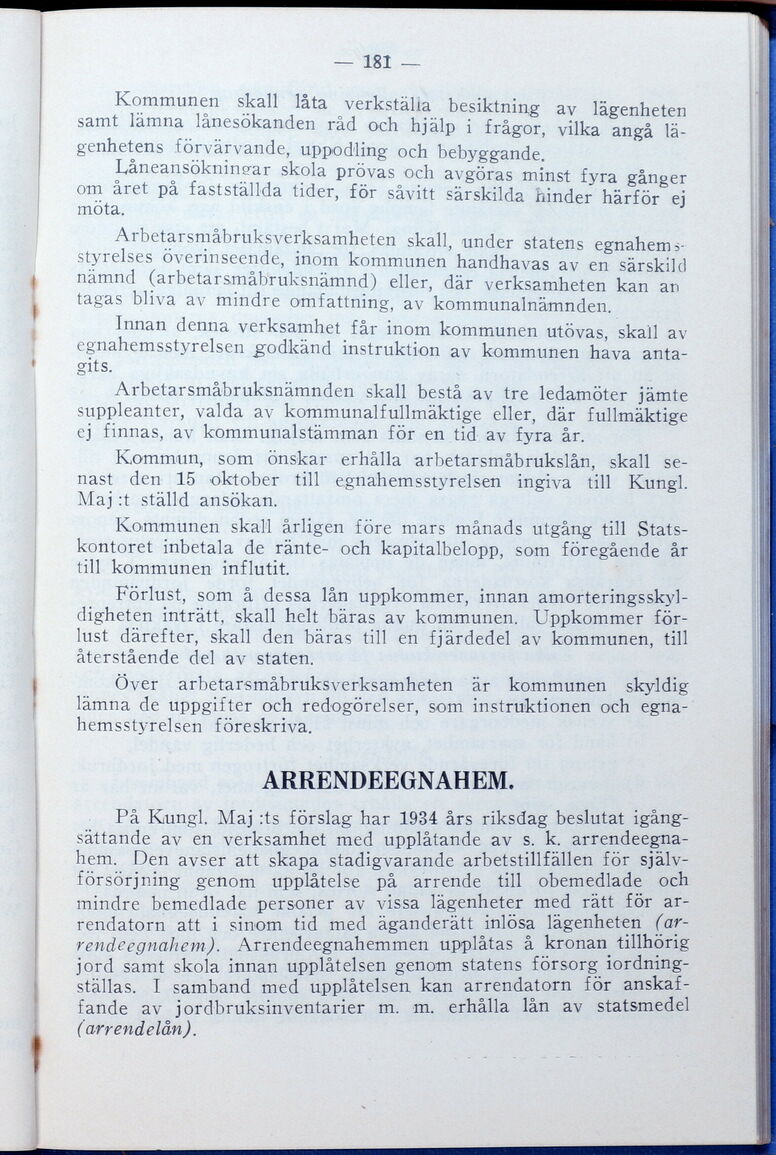 — 181 —
Kommunen skall låta verkställa besiktning av lägenheten
samt lämna lånesökanden råd och hjälp i frågor, vilka angå lä-
genhetens förvärvande, uppodling och bebyggande.
Låneansökningar skola prövas och avgöras minst fyra gånger
om året på fastställda tider, för såvitt särskilda hinder härför ej
möta.
Arbetarsmåbruksverksamheten skall, under statens egnahems-
styrelses överinseende, inom kommunen handhavas av en särskild
nämnd (arbetarsmåbruksnämnd) eller, där verksamheten kan an
tagas bliva av mindre omfattning, av kommunalnämnden.
Innan denna verksamhet får inom kommunen utövas, skall av
egnahemsstyrelsen godkänd instruktion av kommunen hava anta-
gits.
Arbetarsmåbruksnämnden skall bestå av tre ledamöter jämte
suppleanter, valda av kommunalfullmäktige eller, där fullmäktige
ej finnas, av kommunalstämman för en tid av fyra år.
Kommun, som önskar erhålla arbetarsmåbrukslån, skall se-
nast den 15 oktober till egnahemsstyrelsen ingiva till Kungl.
Maj :t ställd ansökan.
Kommunen skall årligen före mars månads utgång till Stats-
kontoret inbetala de ränte- och kapitalbelopp, som föregående år
till kommunen influtit.
Förlust, som å dessa lån uppkommer, innan amorteringsskyl-
digheten inträtt, skall helt bäras av kommunen. Uppkommer för-
lust därefter, skall den bäras till en fjärdedel av kommunen, till
återstående del av staten.
Över arbetarsmåbruksverksamheten är kommunen skyldig
lämna de uppgifter och redogörelser, som instruktionen och egna-
hemsstyrelsen föreskriva.
ARRENDEEGNAHEM.
På Kungl. Maj :ts förslag har 1934 års riksdag beslutat igång-
sättande av en verksamhet med upplåtande av s. k. arrendeegna-
hem. Den avser att skapa stadigvarande arbetstillfällen för själv-
försörjning genom upplåtelse på arrende till obemedlade och
mindre bemedlade personer av vissa lägenheter med rätt för ar-
rendatorn att i sinom tid med äganderätt inlösa lägenheten (ar-
rendeegnahem). Arrendeegnahemmen upplåtas å kronan tillhörig
jord samt skola innan upplåtelsen genom statens försorg iordning-
ställas. I samband med upplåtelsen kan arrendatorn för anskaf-
fande av jordbruksinventarier m. m. erhålla lån av statsmedel
(arrendelån).